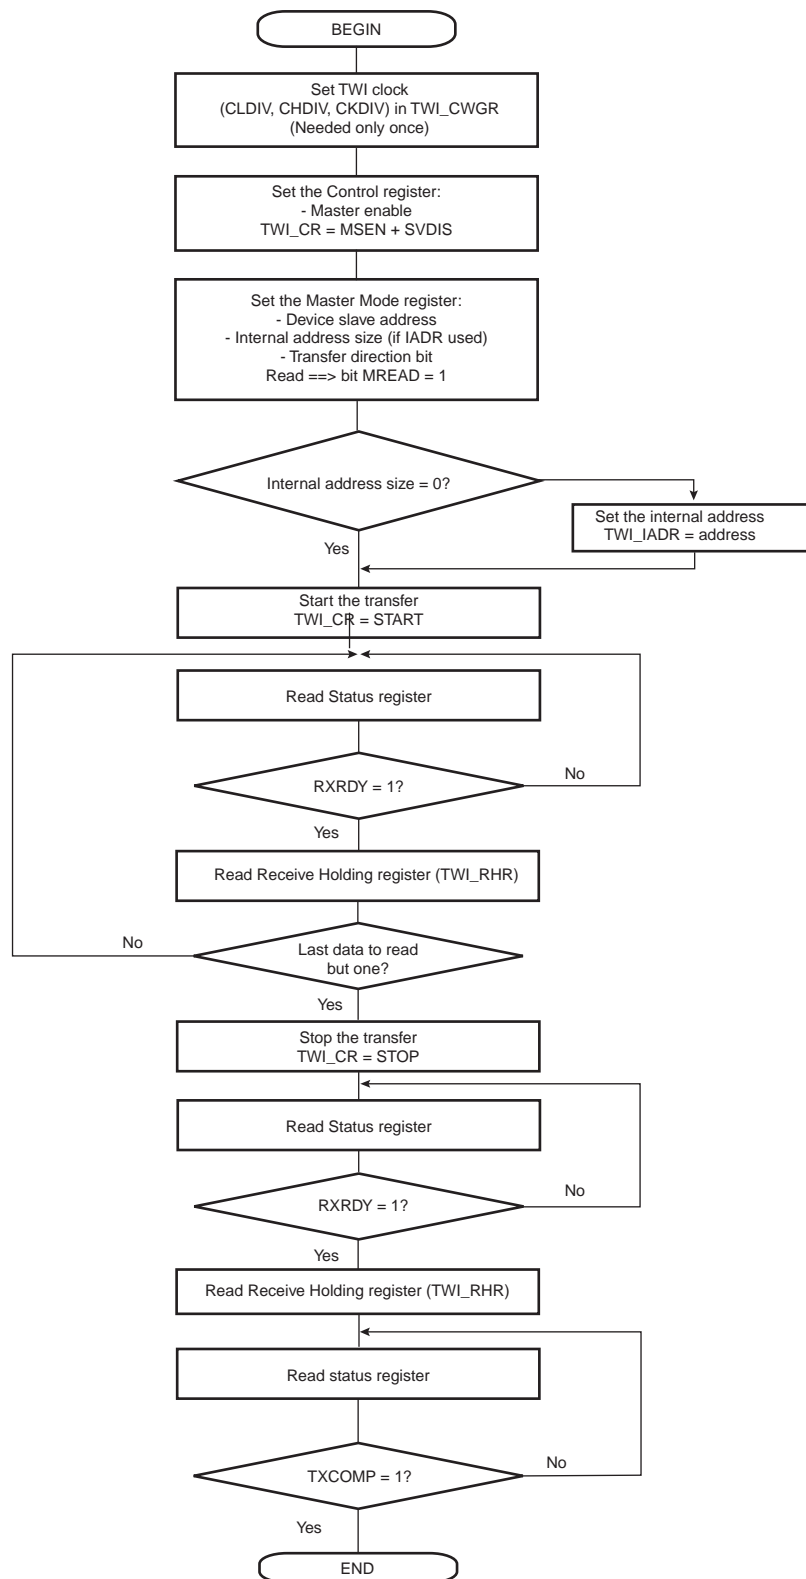 BEGIN
Set TWI clock
(CLDIV, CHDIV, CKDIV) in TWI_CWGR
(Needed only once)
Set the Control register:
- Master enable
TWI_CR = MSEN + SVDIS
Set the Master Mode register:
- Device slave address
- Internal address size (if IADR used)
- Transfer direction bit
Read ==> bit MREAD = 1
Internal address size = 0?
Set the internal address
TWI_IADR = address
Yes
Start the transfer
TWI_CR = START
Read Status register
RXRDY = 1?
No
Yes
Read Receive Holding register (TWI_RHR)
No
Last data to read
but one?
Yes
Stop the transfer
TWI_CR = STOP
Read Status register
RXRDY = 1?
No
Yes
Read Receive Holding register (TWI_RHR)
Read status register
TXCOMP = 1?
No
Yes
END